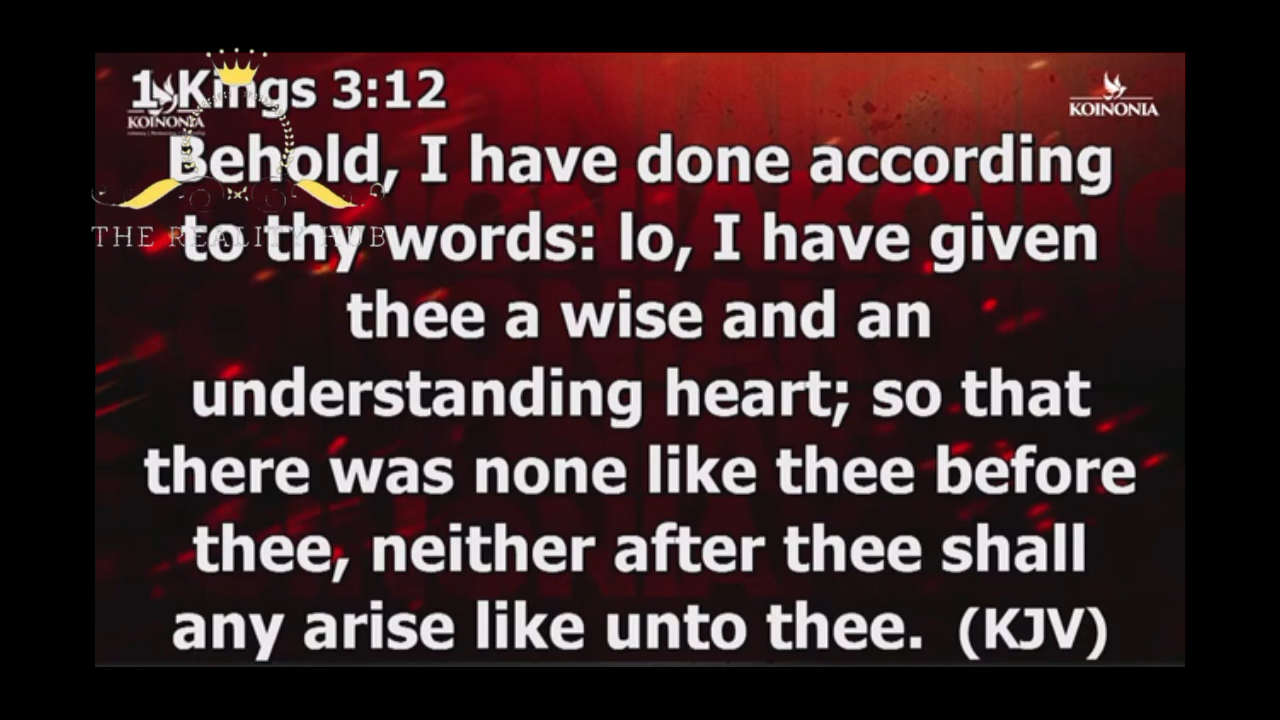 1 Kings 3:12
KOINONIA
KOINONIA
Behold, I have done according
to thy words: lo, I have given
THE REALITY HUB
thee a wise and an
understanding heart; so that
there was none like thee before
thee, neither after thee shall
any arise like unto thee. (KJV)